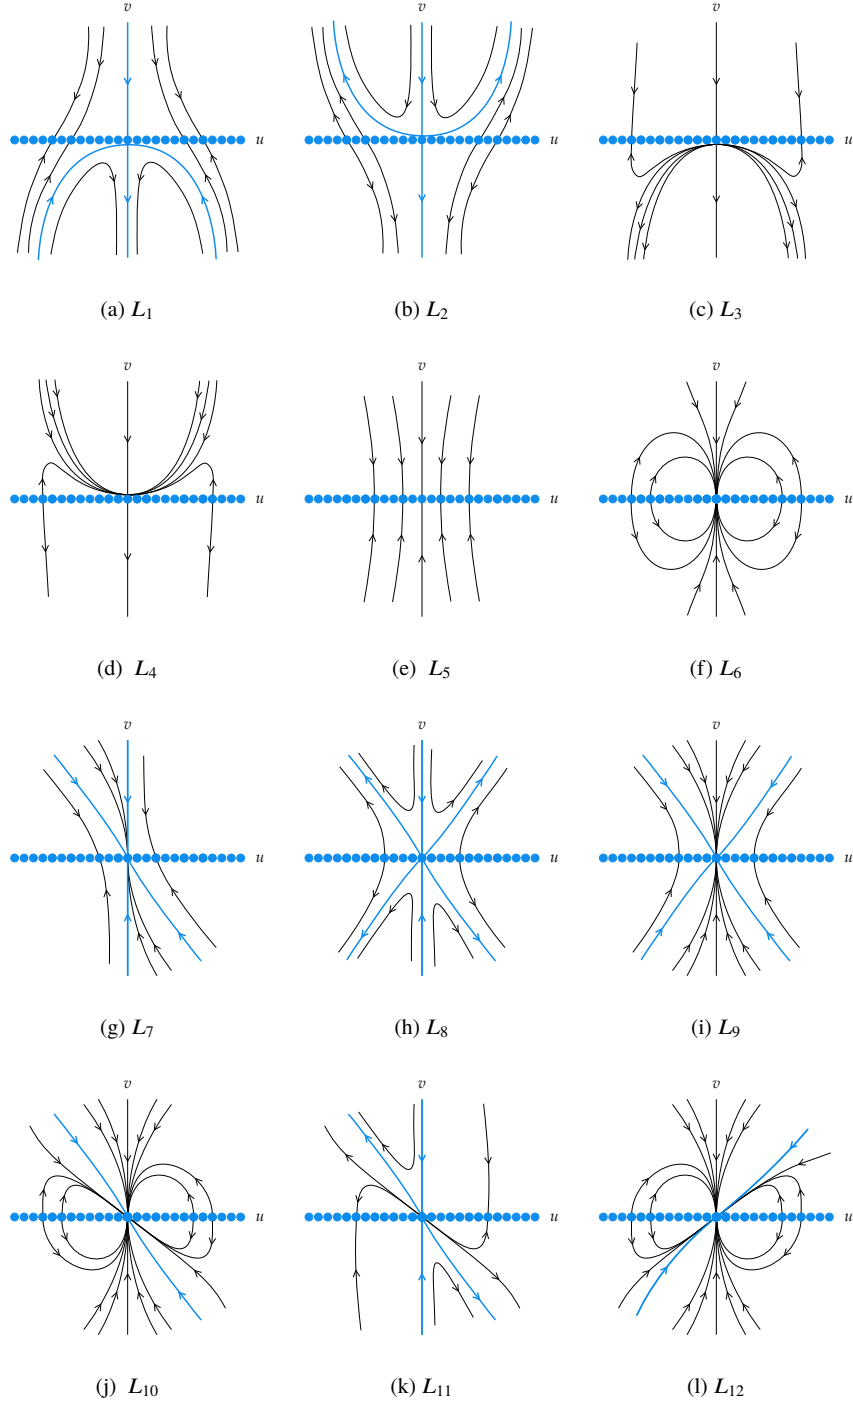 v v v
u u u
(a) L1 (b) L2 (c) L3
v v v
u u u
(d) L4 (e) L5 (f) L6
v v v
u u u
(g) L7 (h) L8 (i) L9
v v v
u u u
(j) L10 (k) L11 (l) L12